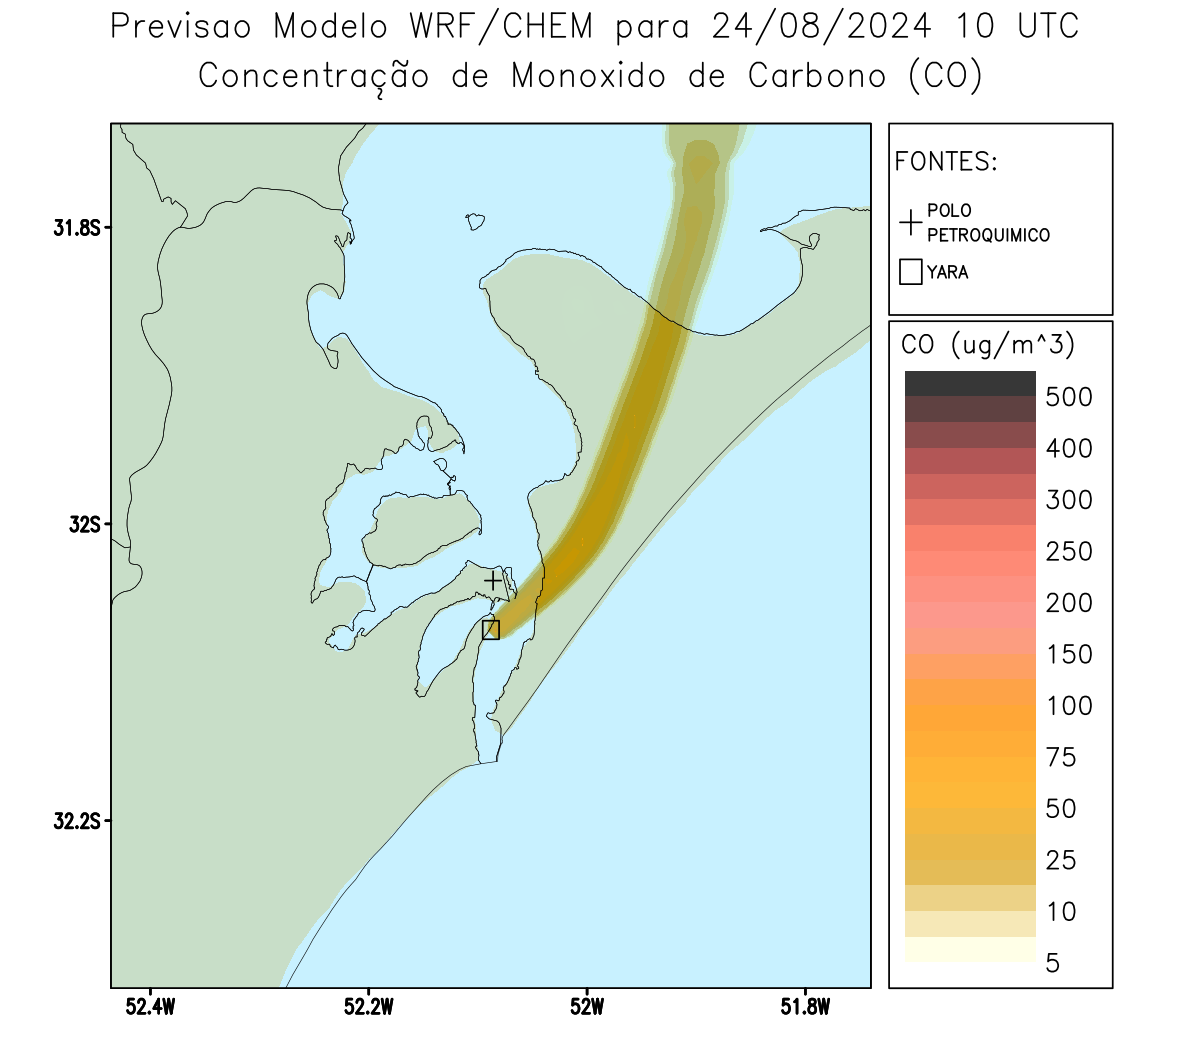 Previsao Modelo WRF/CHEM para 24/08/2024 10 UTC
Concentração de Monoxido de Carbono (CO)
FONTES:
POLO
PETROQUIMICO
YARA
CO (ug/m^3)
500
400
300
250
200
150
100
75
50
25
10
5
31.8S
32S
32.2S
52.4W
52.2W
52W
51.8W